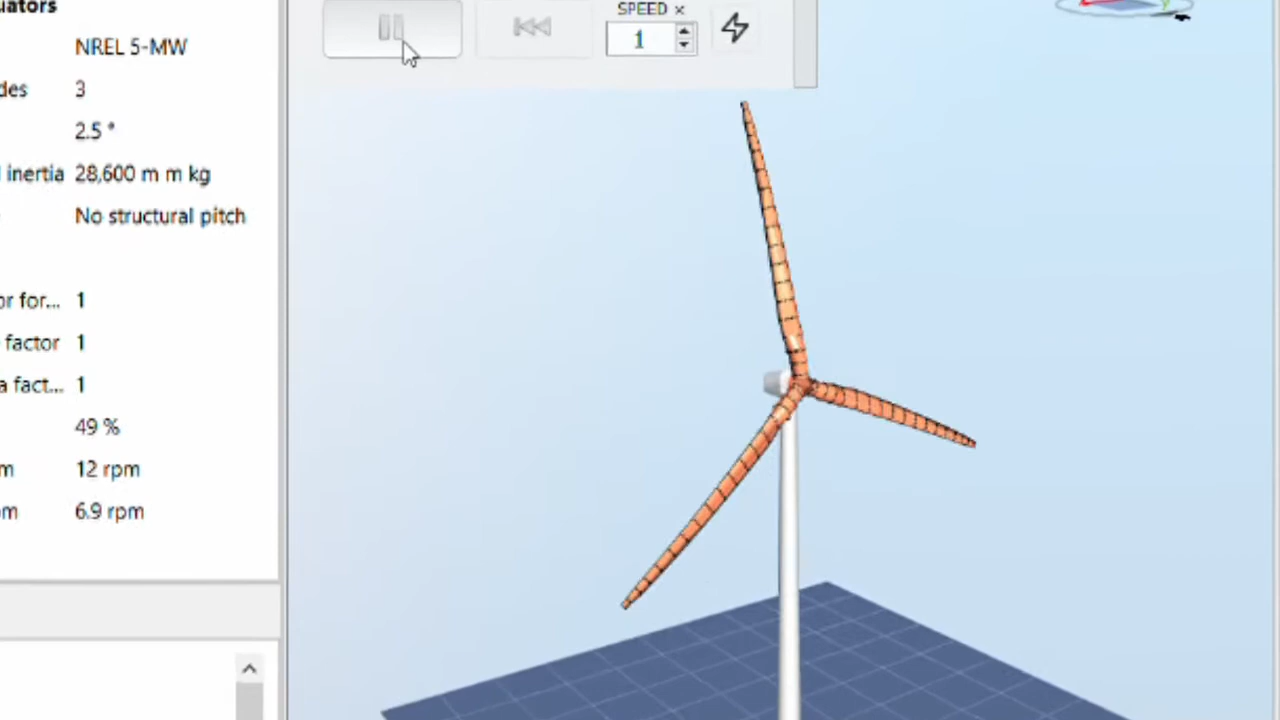 uators
NREL 5-MW
des 3
2.5 °
inertia 28,600 m m kg
No structural pitch
or for... 1
factor 1
a fact... 1
49 %
m 12 rpm
om 6.9 rpm
SPEED ×
1
y